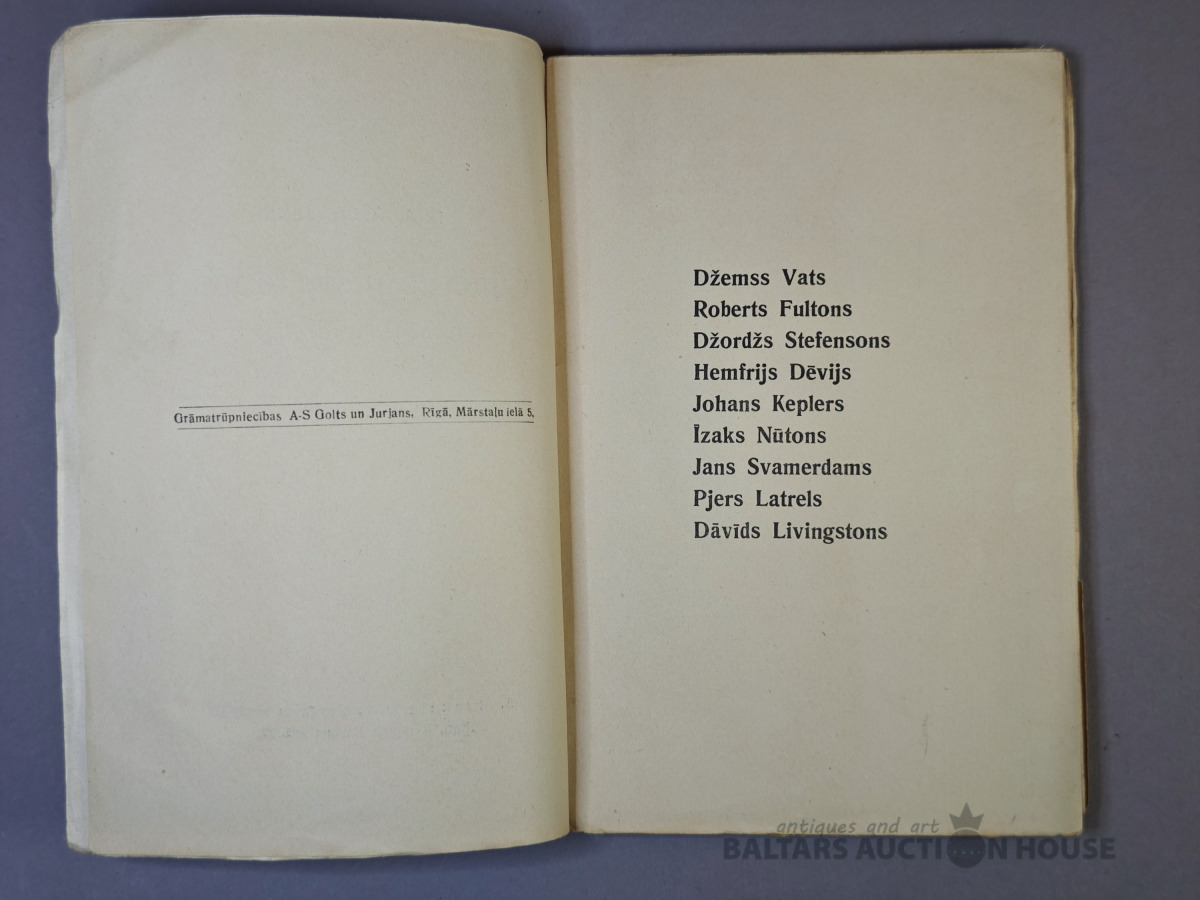 Grāmatrūpniecības A-S Golts un Jurjans, Rīgā, Mārstaļu ielā 5,
Džemss Vats
Roberts Fultons
Džordžs Stefensons
Hemfrijs Dēvijs
Johans Keplers
Īzaks Nūtons
Jans Svamerdams
Pjers Latrels
Dāvīds Livingstons
antiques and art
BALTARS AUCTION HOUSE